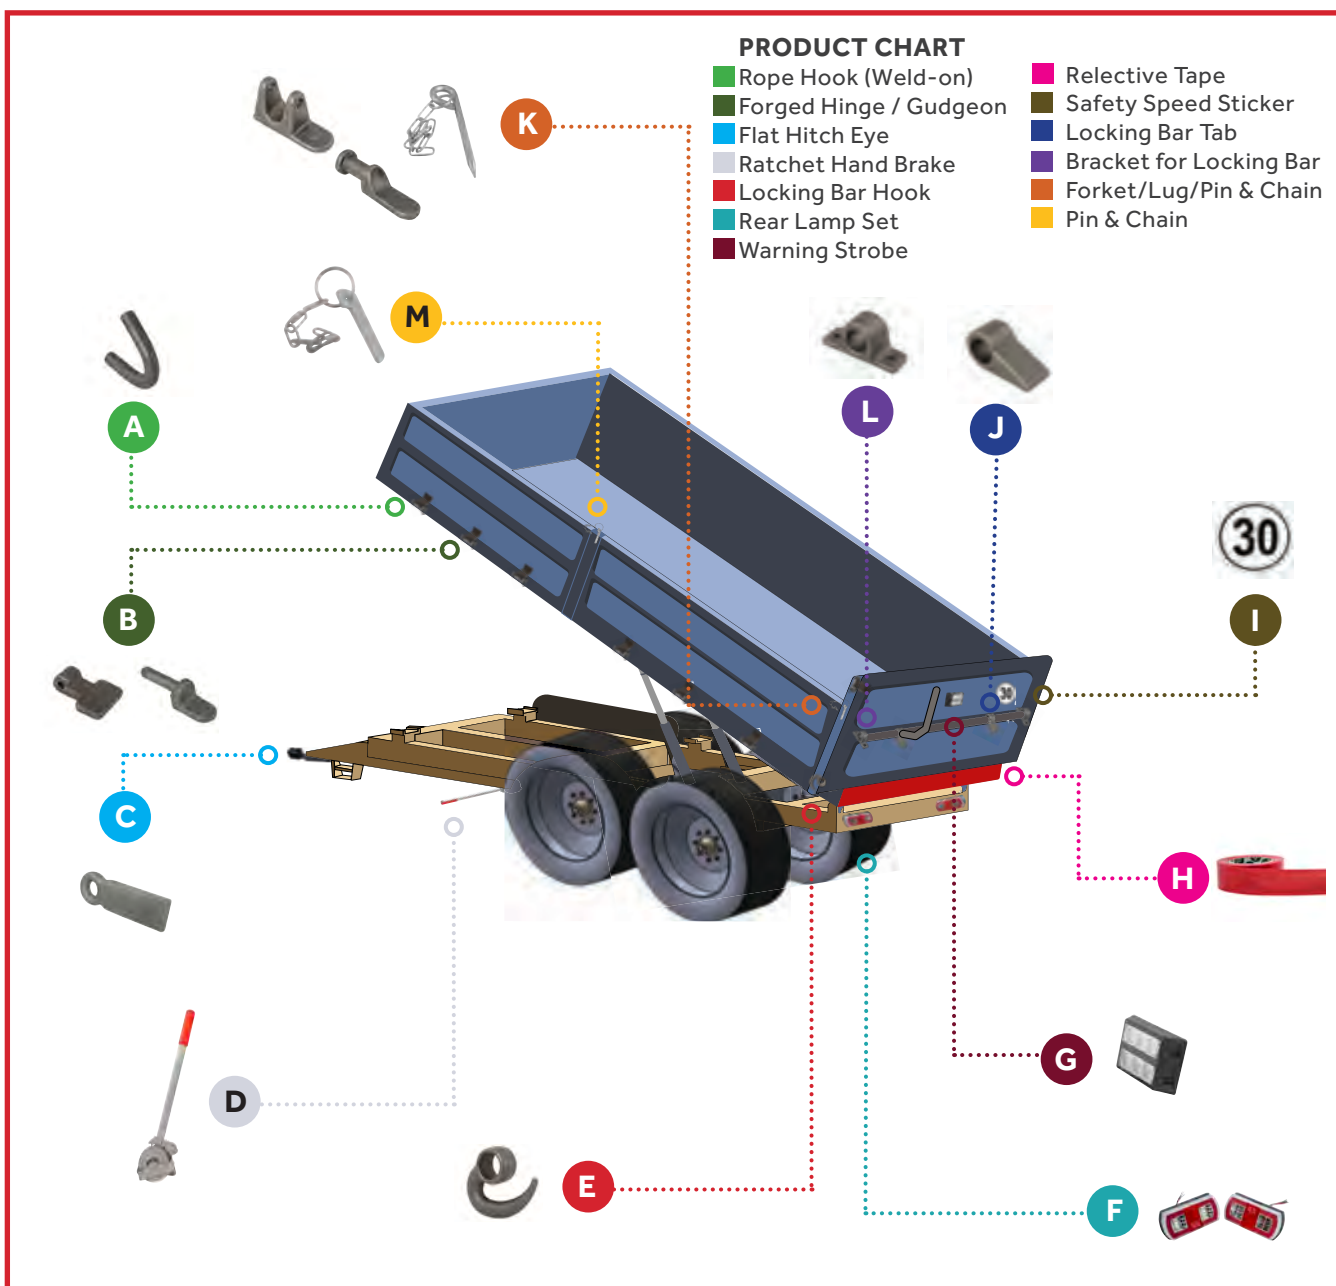 PRODUCT CHART
Rope Hook (Weld-on)
Forged Hinge / Gudgeon
Flat Hitch Eye
Ratchet Hand Brake
Locking Bar Hook
Rear Lamp Set
Warning Strobe
Relective Tape
Safety Speed Sticker
Locking Bar Tab
Bracket for Locking Bar
Forket/Lug/Pin & Chain
Pin & Chain
K
M
A
L
J
30
B
I
30
C
H
G
D
E
F